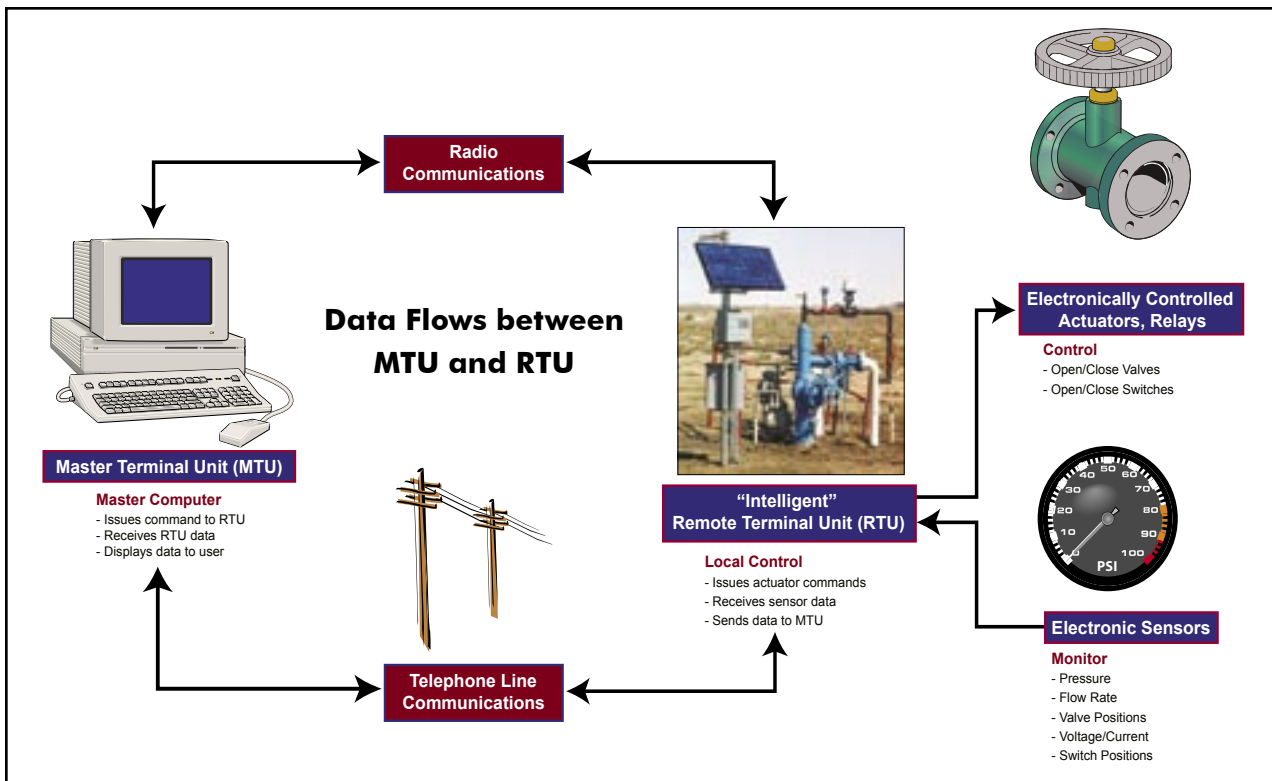 Radio
Communications
Data Flows between
MTU and RTU
Master Terminal Unit (MTU)
Master Computer
- Issues command to RTU
- Receives RTU data
- Displays data to user
Telephone Line
Communications
“Intelligent”
Remote Terminal Unit (RTU)
Local Control
- Issues actuator commands
- Receives sensor data
- Sends data to MTU
Electronically Controlled
Actuators, Relays
Control
- Open/Close Valves
- Open/Close Switches
0
10
20
30
40
50
60
70
80
90
100
PSI
Electronic Sensors
Monitor
- Pressure
- Flow Rate
- Valve Positions
- Voltage/Current
- Switch Positions